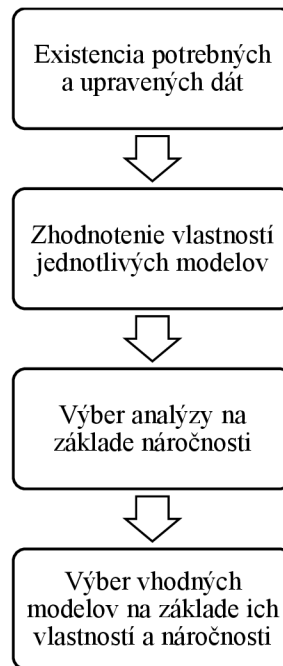 Existencia potrebných
a upravených dát
Zhodnotenie vlastností
jednotlivých modelov
Výber analýzy na
základe náročnosti
Výber vhodných
modelov na základe ich
vlastností a náročnosti